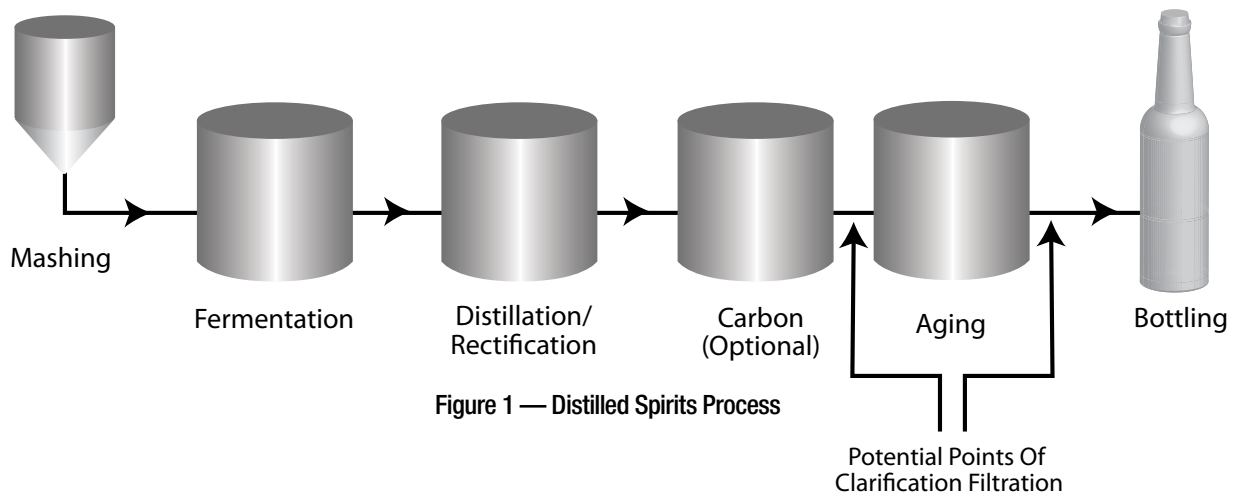 Mashing
Fermentation
Distillation/
Rectification
Carbon
(Optional)
Aging
Bottling
Figure 1 — Distilled Spirits Process
Potential Points Of
Clarification Filtration